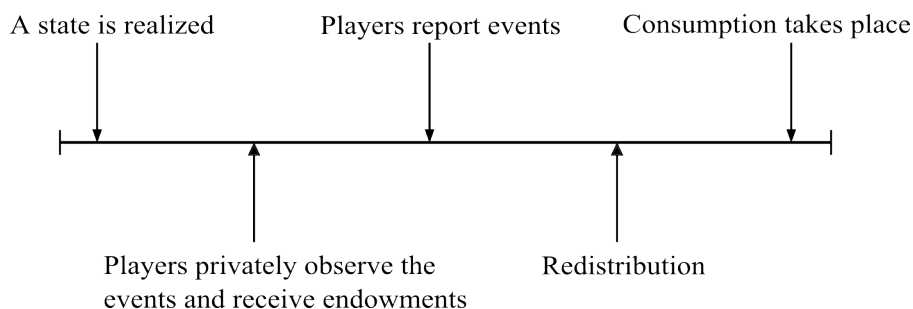 A state is realized
Players report events
Consumption takes place
Players privately observe the
events and receive endowments
Redistribution